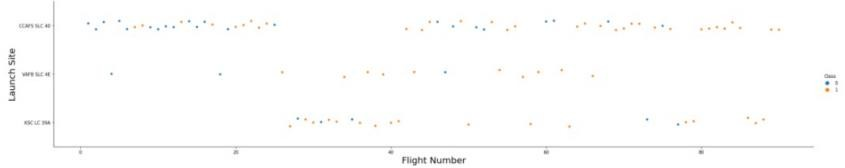 CCAFS SLC 40
VAFB SLC 4E
KSC LC 39A
Launch Site
0
20
40
60
80
Flight Number
Class
0
1